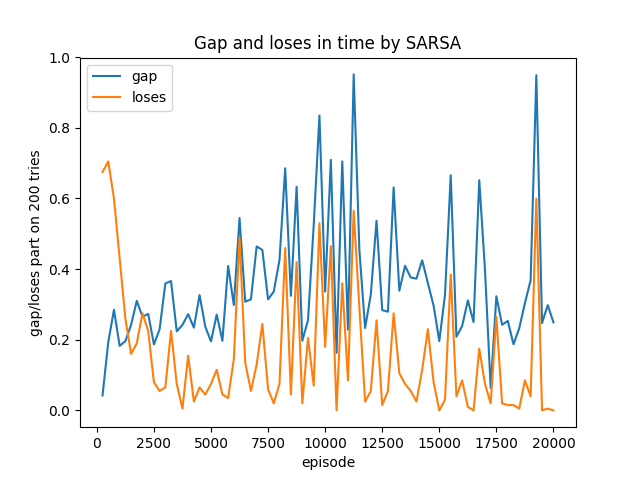 Gap and loses in time by SARSA
gap
loses
1.0
0.8
0.6
0.4
0.2
0.0
gap/loses part on 200 tries
0 2500 5000 7500 10000 12500 15000 17500 20000
episode